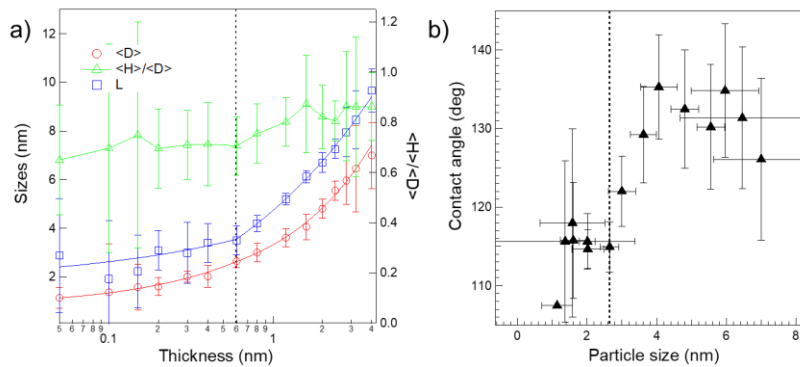 a)
<D>
<H>/<D>
L
12
10
8
6
4
2
Sizes (nm)
1.2
1.0
0.8
0.6
0.4
0.2
0.0
<H>/<D>
5 6 7 8 9 2 3 4 5 6 7 8 9 2 3 4
0.1 1
Thickness (nm)
b)
140
130
120
110
Contact angle (deg)
0 2 4 6 8
Particle size (nm)